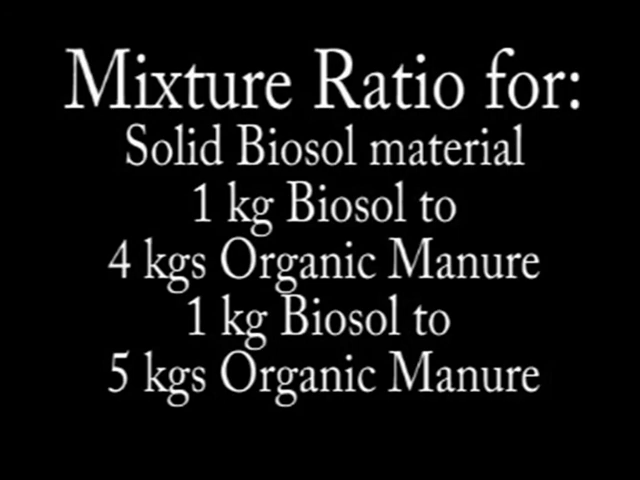 Mixture Ratio for:
Solid Biosol material
1 kg Biosol to
4 kgs Organic Manure
1 kg Biosol to
5 kgs Organic Manure